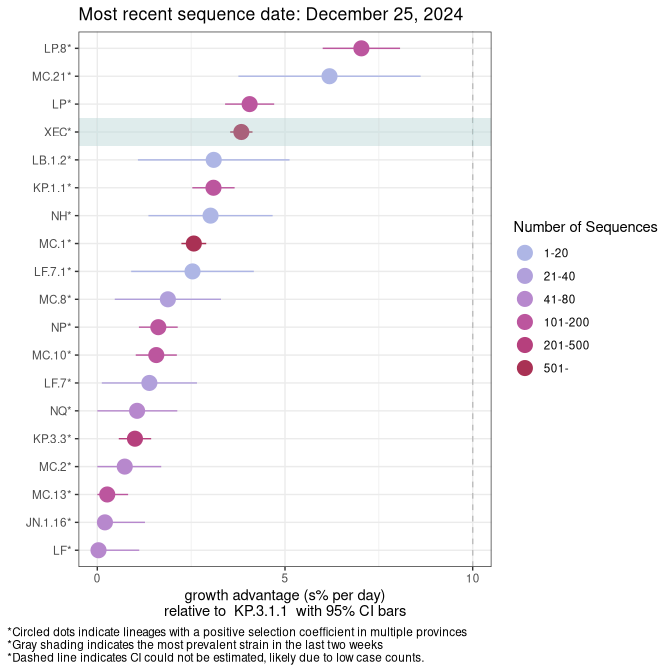 Most recent sequence date: December 25, 2024
LP.8*
MC.21*
LP*
XEC*
LB.1.2*
KP.1.1*
NH*
MC.1*
LF.7.1*
MC.8*
NP*
MC.10*
LF.7*
NQ*
KP.3.3*
MC.2*
MC.13*
JN.1.16*
LF*
0 5 10
growth advantage (s% per day)
relative to KP.3.1.1 with 95% CI bars
Number of Sequences
1-20
21-40
41-80
101-200
201-500
501-
*Circled dots indicate lineages with a positive selection coefficient in multiple provinces
*Gray shading indicates the most prevalent strain in the last two weeks
*Dashed line indicates CI could not be estimated, likely due to low case counts.